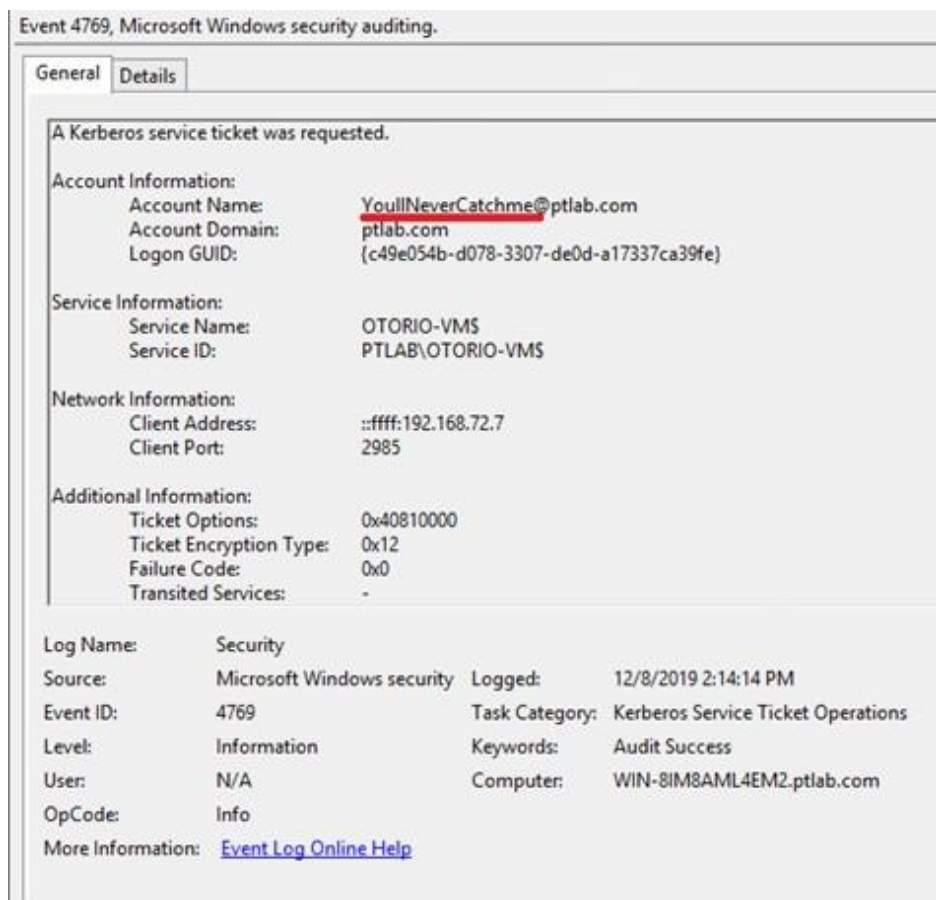 Event 4769, Microsoft Windows security auditing.
General Details
A Kerberos service ticket was requested.
Account Information:
Account Name: YoullNeverCatchme@ptlab.com
Account Domain: ptlab.com
Logon GUID: {c49e054b-d078-3307-de0d-a17337ca39fe}
Service Information:
Service Name: OTORIO-VM$
Service ID: PTLAB\OTORIO-VM$
Network Information:
Client Address: ::ffff:192.168.72.7
Client Port: 2985
Additional Information:
Ticket Options: 0x40810000
Ticket Encryption Type: 0x12
Failure Code: 0x0
Transited Services: -
Log Name: Security
Source: Microsoft Windows security Logged: 12/8/2019 2:14:14 PM
Event ID: 4769 Task Category: Kerberos Service Ticket Operations
Level: Information Keywords: Audit Success
User: N/A Computer: WIN-8IM8AML4EM2.ptlab.com
OpCode: Info
More Information: Event Log Online Help